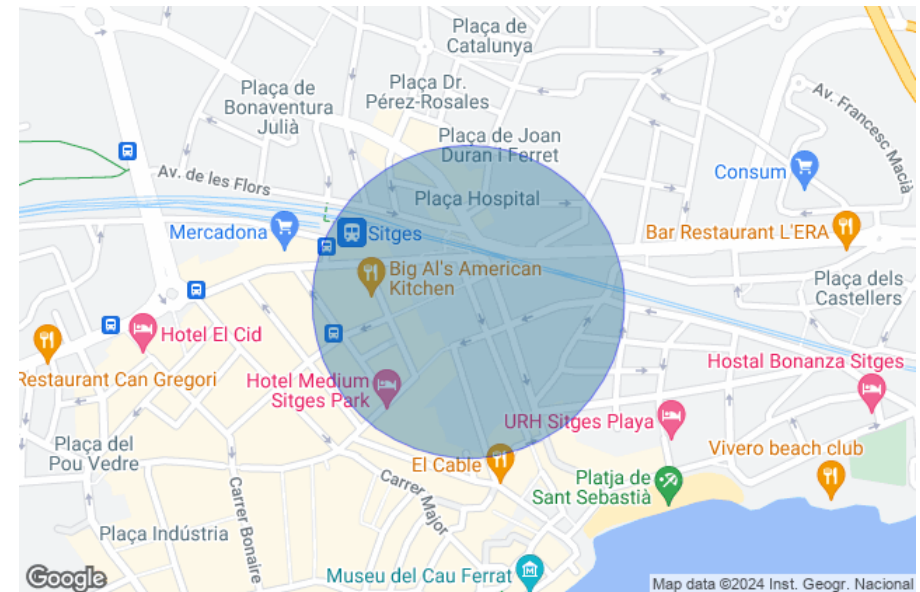 Plaça de
Catalunya
Plaça de
Bonaventura
Julià
Plaça Dr.
Pérez-Rosales
Av. Francesc Macià
Plaça de Joan
Duran i Ferret
Consum
Av. de les Flors
Plaça Hospital
Mercadona
Sitges
Bar Restaurant L'ERA
Big Al's American
Kitchen
Plaça dels
Castellers
Hotel El Cid
Restaurant Can Gregori
Hotel Medium
Sitges Park
Hostal Bonanza Sitges
URH Sitges Playa
Plaça del
Pou Vedre
El Cable
Vivero beach club
Platja de
Sant Sebastià
Carrer Major
Carrer Bonaire
Plaça Indústria
Museu del Cau Ferrat
Google
Map data ©2024 Inst. Geogr. Nacional